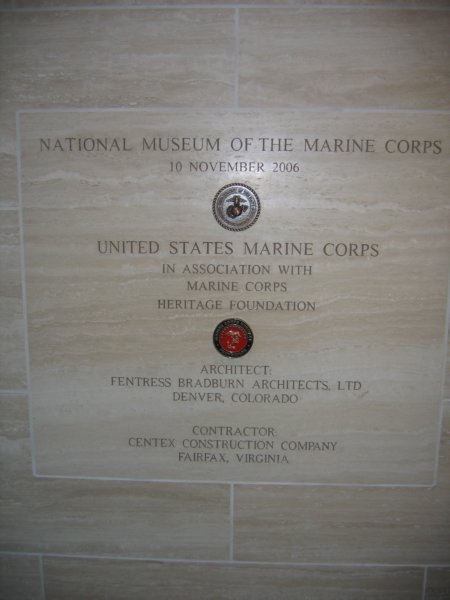 NATIONAL MUSEUM OF THE MARINE CORPS
10 NOVEMBER 2006
UNITED STATES MARINE CORPS
IN ASSOCIATION WITH
MARINE CORPS
HERITAGE FOUNDATION
ARCHITECT:
FENTRESS BRADBURN ARCHITECTS, LTD
DENVER, COLORADO
CONTRACTOR:
CENTEX CONSTRUCTION COMPANY
FAIRFAX, VIRGINIA